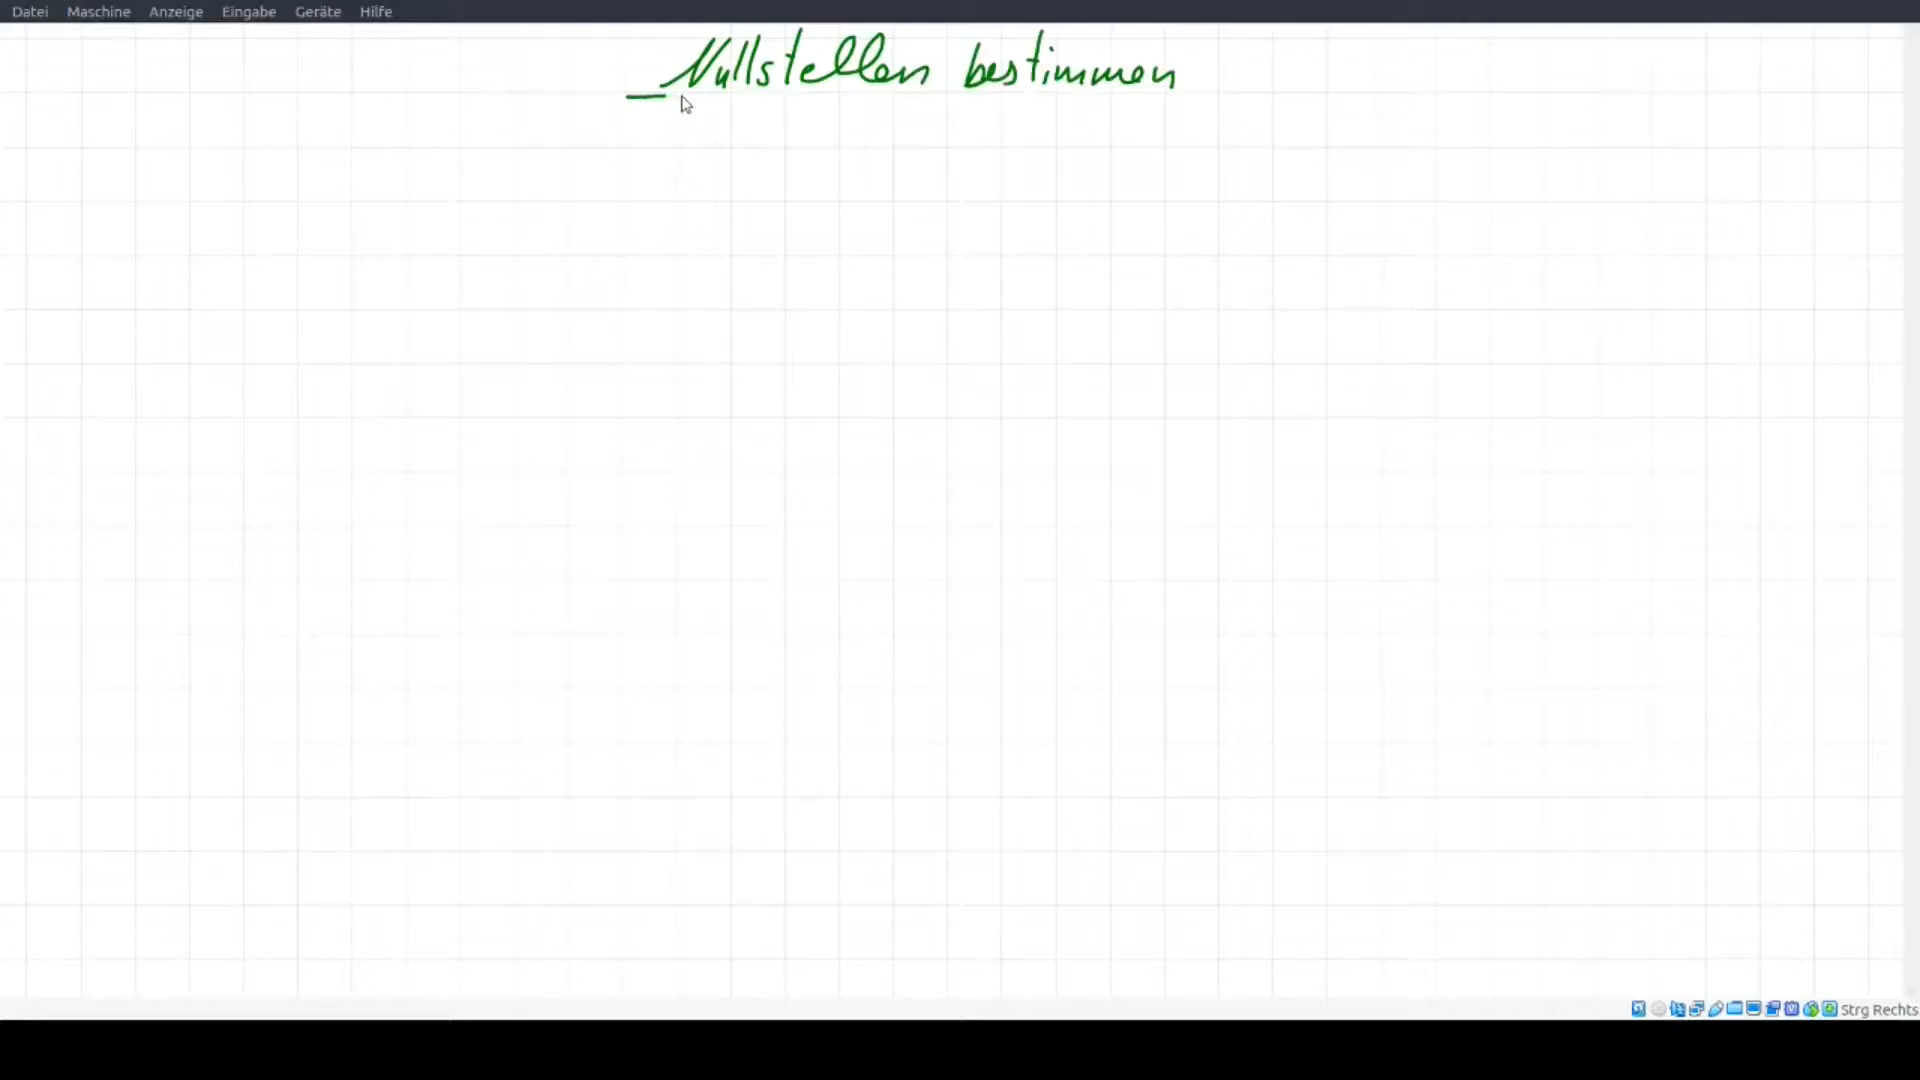 Datei Maschine Anzeige Eingabe Geräte Hilfe
Nullstellen bestimmen
Strg Rechts